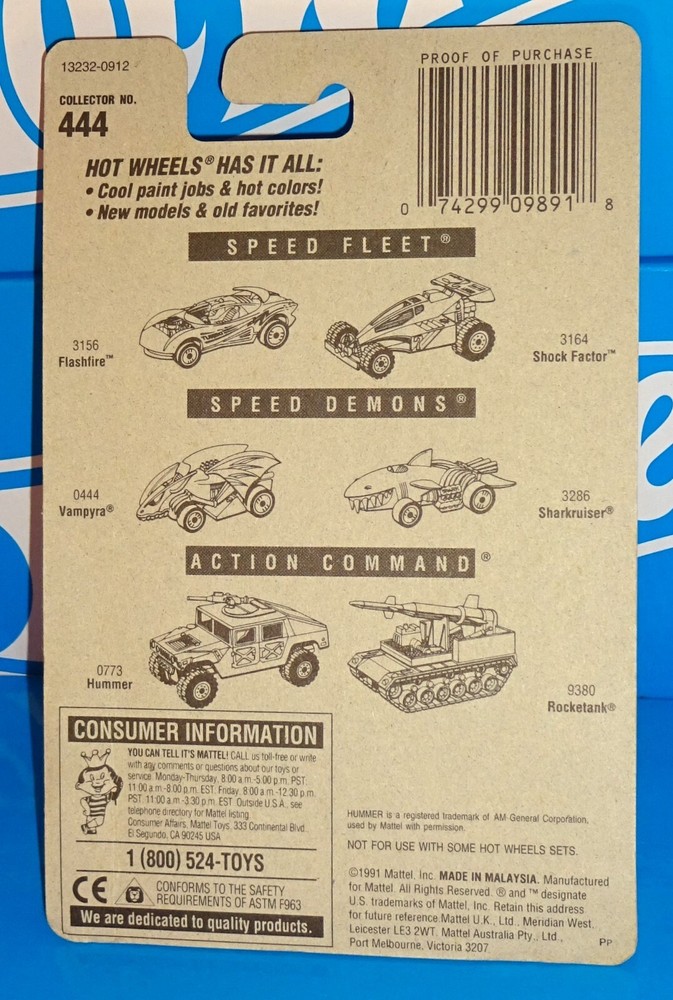 13232-0912
COLLECTOR NO.
444
PROOF OF PURCHASE
0 74299 09891 8
HOT WHEELS® HAS IT ALL:
• Cool paint jobs & hot colors!
• New models & old favorites!
SPEED FLEET®
3156
Flashfire™
3164
Shock Factor™
SPEED DEMONS®
0444
Vampyra®
3286
Sharkruiser®
ACTION COMMAND®
0773
Hummer
9380
Rocketank®
CONSUMER INFORMATION
YOU CAN TELL IT'S MATTEL! CALL us toll-free or write
with any comments or questions about our toys or
service. Monday-Thursday, 8:00 a.m.-5:00 p.m. PST.
11:00 a.m.-8:00 p.m. EST. Friday, 8:00 a.m.-12:30 p.m.
PST. 11:00 a.m.-3:30 p.m. EST. Outside U.S.A., see
telephone directory for Mattel listing.
Consumer Affairs, Mattel Toys, 333 Continental Blvd.
El Segundo, CA 90245 USA
1 (800) 524-TOYS
CE
CONFORMS TO THE SAFETY
REQUIREMENTS OF ASTM F963
We are dedicated to quality products.
HUMMER is a registered trademark of AM General Corporation,
used by Mattel with permission.
NOT FOR USE WITH SOME HOT WHEELS SETS.
©1991 Mattel, Inc. MADE IN MALAYSIA. Manufactured
for Mattel. All Rights Reserved. ® and ™ designate
U.S. trademarks of Mattel, Inc. Retain this address
for future reference.Mattel U.K., Ltd., Meridian West,
Leicester LE3 2WT. Mattel Australia Pty., Ltd.,
Port Melbourne, Victoria 3207.
PP